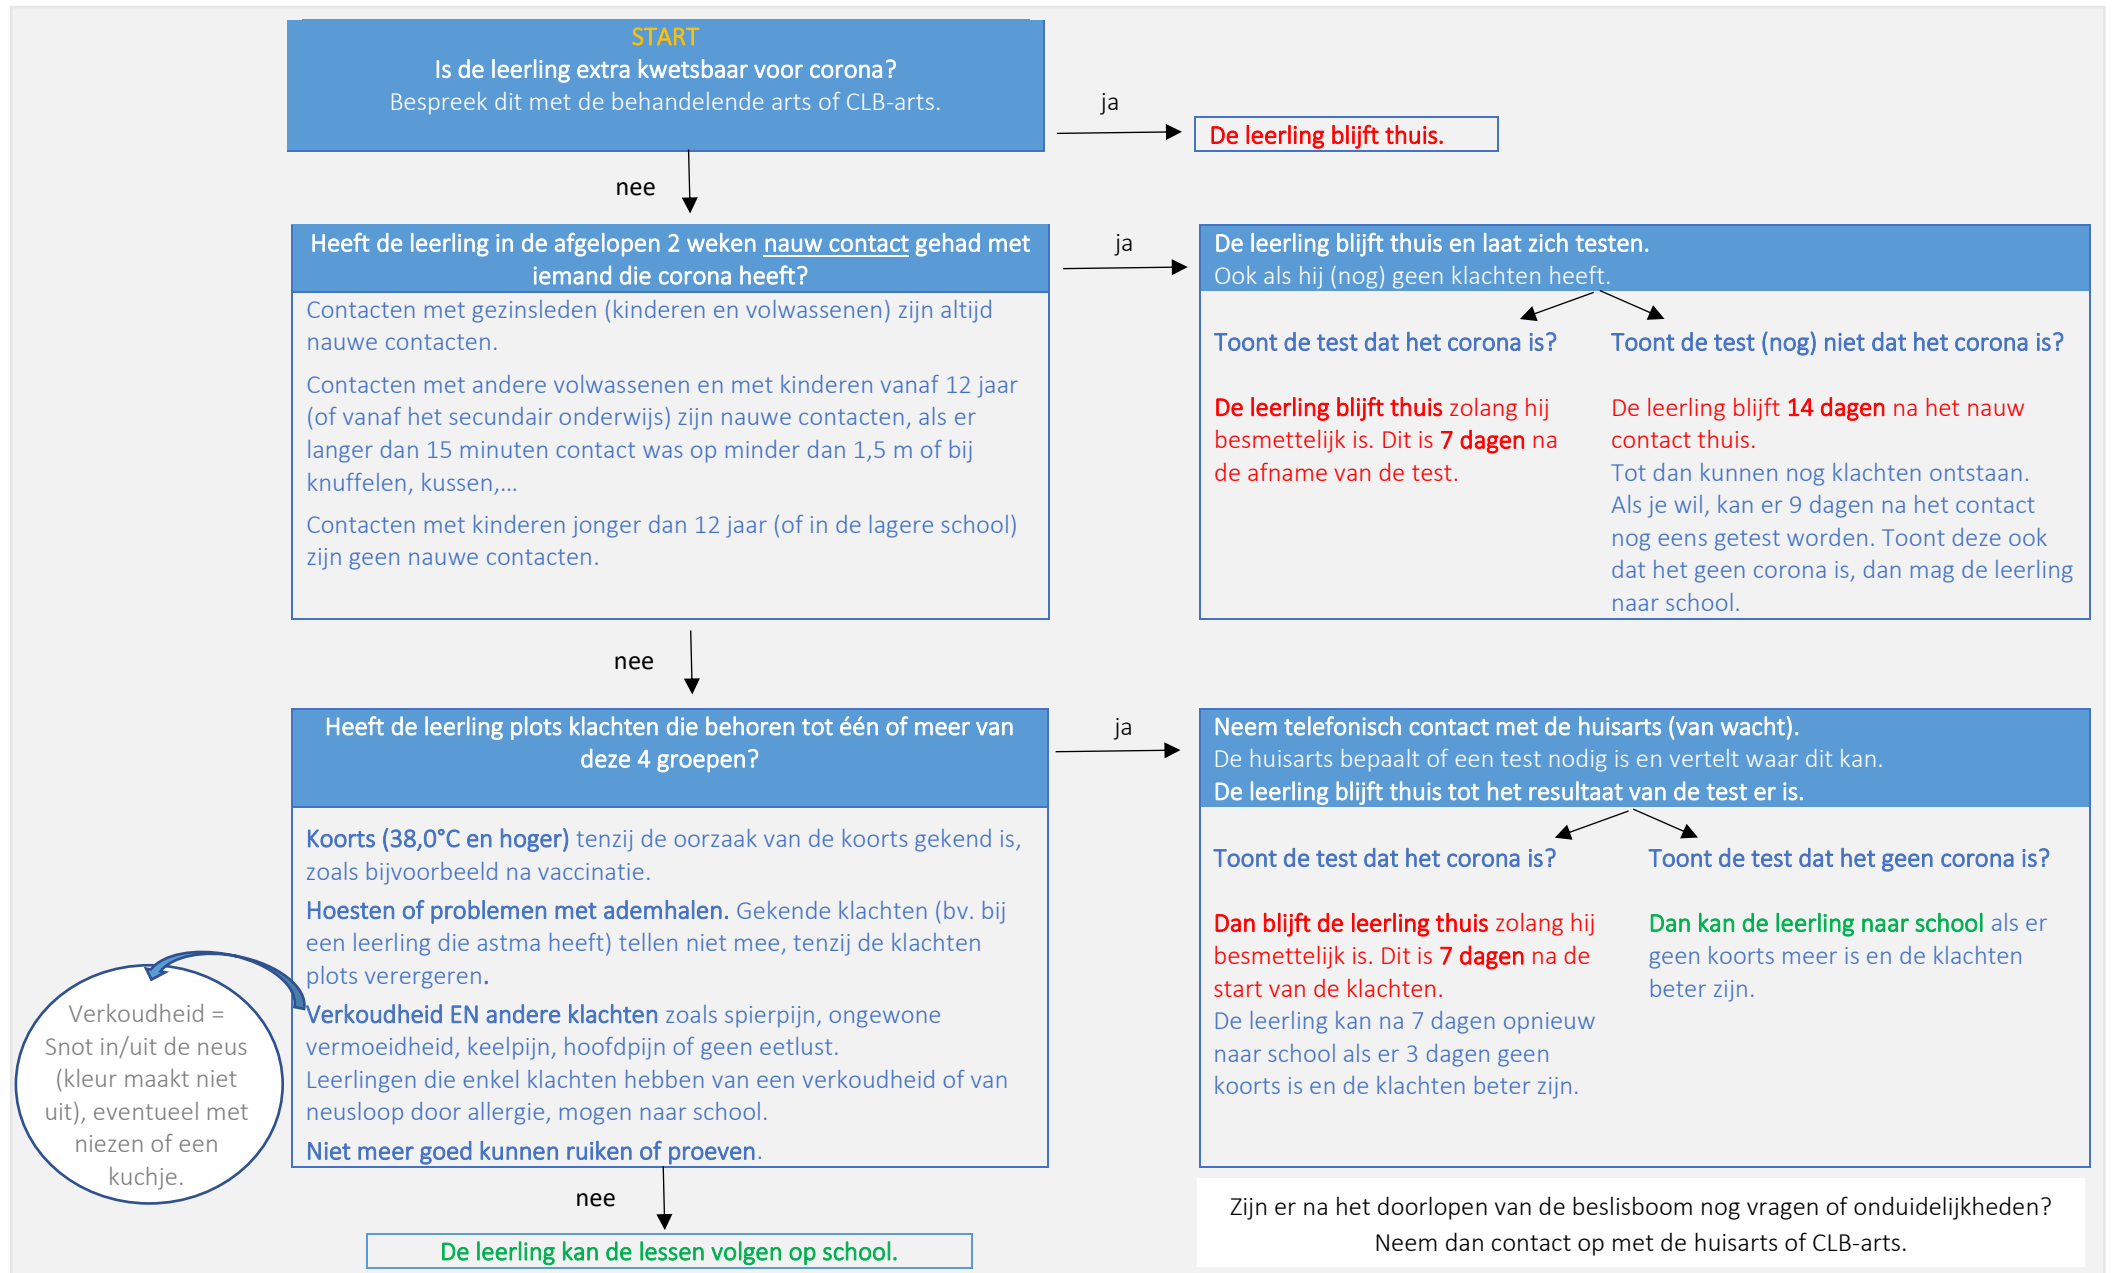 START
Is de leerling extra kwetsbaar voor corona?
Bespreek dit met de behandelende arts of CLB-arts.
ja
De leerling blijft thuis.
nee
Heeft de leerling in de afgelopen 2 weken nauw contact gehad met
iemand die corona heeft?
Contacten met gezinsleden (kinderen en volwassenen) zijn altijd
nauwe contacten.
Contacten met andere volwassenen en met kinderen vanaf 12 jaar
(of vanaf het secundair onderwijs) zijn nauwe contacten, als er
langer dan 15 minuten contact was op minder dan 1,5 m of bij
knuffelen, kussen,…
Contacten met kinderen jonger dan 12 jaar (of in de lagere school)
zijn geen nauwe contacten.
ja
De leerling blijft thuis en laat zich testen.
Ook als hij (nog) geen klachten heeft.
Toont de test dat het corona is?
De leerling blijft thuis zolang hij
besmettelijk is. Dit is 7 dagen na
de afname van de test.
Toont de test (nog) niet dat het corona is?
De leerling blijft 14 dagen na het nauw
contact thuis.
Tot dan kunnen nog klachten ontstaan.
Als je wil, kan er 9 dagen na het contact
nog eens getest worden. Toont deze ook
dat het geen corona is, dan mag de leerling
naar school.
nee
Heeft de leerling plots klachten die behoren tot één of meer van
deze 4 groepen?
Koorts (38,0°C en hoger) tenzij de oorzaak van de koorts gekend is,
zoals bijvoorbeeld na vaccinatie.
Hoesten of problemen met ademhalen. Gekende klachten (bv. bij
een leerling die astma heeft) tellen niet mee, tenzij de klachten
plots verergeren.
Verkoudheid EN andere klachten zoals spierpijn, ongewone
vermoeidheid, keelpijn, hoofdpijn of geen eetlust.
Leerlingen die enkel klachten hebben van een verkoudheid of van
neusloop door allergie, mogen naar school.
Niet meer goed kunnen ruiken of proeven.
Verkoudheid =
Snot in/uit de neus
(kleur maakt niet
uit), eventueel met
niezen of een
kuchje.
ja
Neem telefonisch contact met de huisarts (van wacht).
De huisarts bepaalt of een test nodig is en vertelt waar dit kan.
De leerling blijft thuis tot het resultaat van de test er is.
Toont de test dat het corona is?
Dan blijft de leerling thuis zolang hij
besmettelijk is. Dit is 7 dagen na de
start van de klachten.
De leerling kan na 7 dagen opnieuw
naar school als er 3 dagen geen
koorts is en de klachten beter zijn.
Toont de test dat het geen corona is?
Dan kan de leerling naar school als er
geen koorts meer is en de klachten
beter zijn.
nee
De leerling kan de lessen volgen op school.
Zijn er na het doorlopen van de beslisboom nog vragen of onduidelijkheden?
Neem dan contact op met de huisarts of CLB-arts.